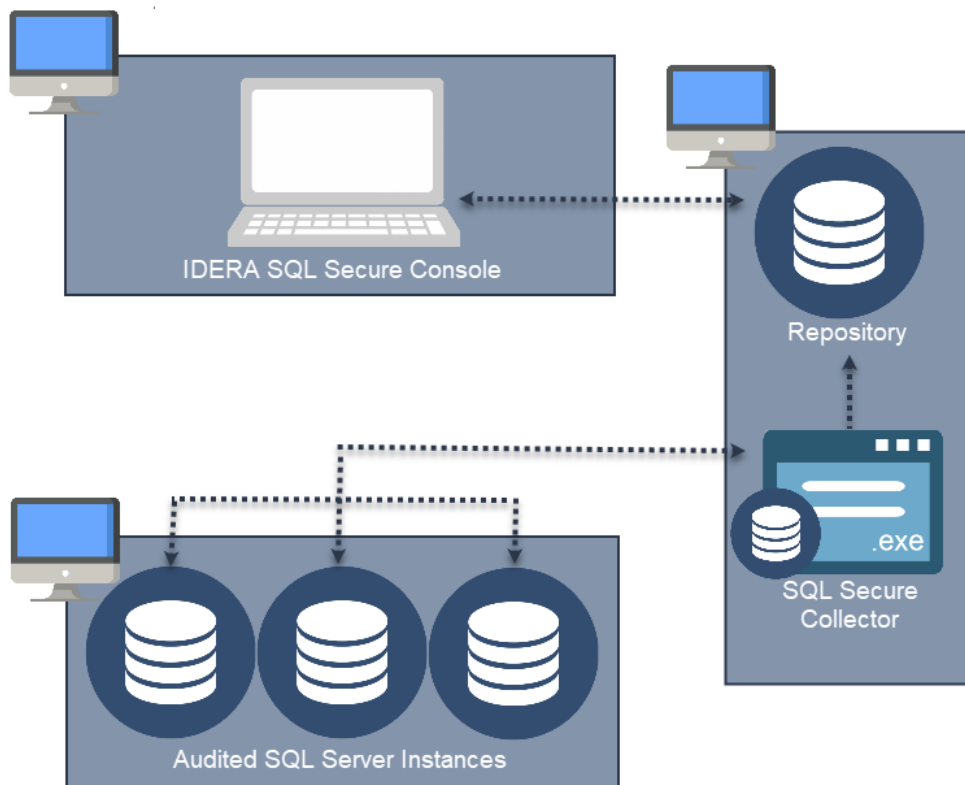 IDERA SQL Secure Console
Repository
.exe
SQL Secure
Collector
Audited SQL Server Instances